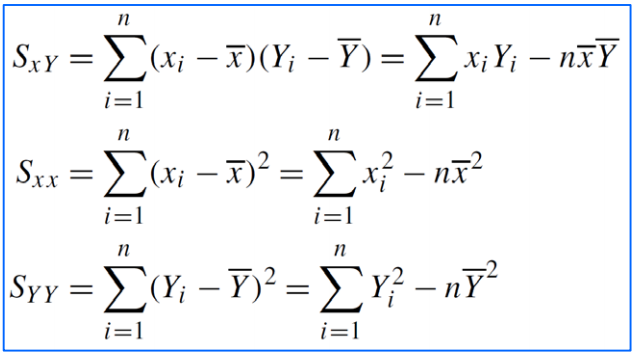 S_{xY} = \sum_{i=1}^{n} (x_i - \overline{x})(Y_i - \overline{Y}) = \sum_{i=1}^{n} x_i Y_i - n\overline{x}\overline{Y}
S_{xx} = \sum_{i=1}^{n} (x_i - \overline{x})^2 = \sum_{i=1}^{n} x_i^2 - n\overline{x}^2
S_{YY} = \sum_{i=1}^{n} (Y_i - \overline{Y})^2 = \sum_{i=1}^{n} Y_i^2 - n\overline{Y}^2